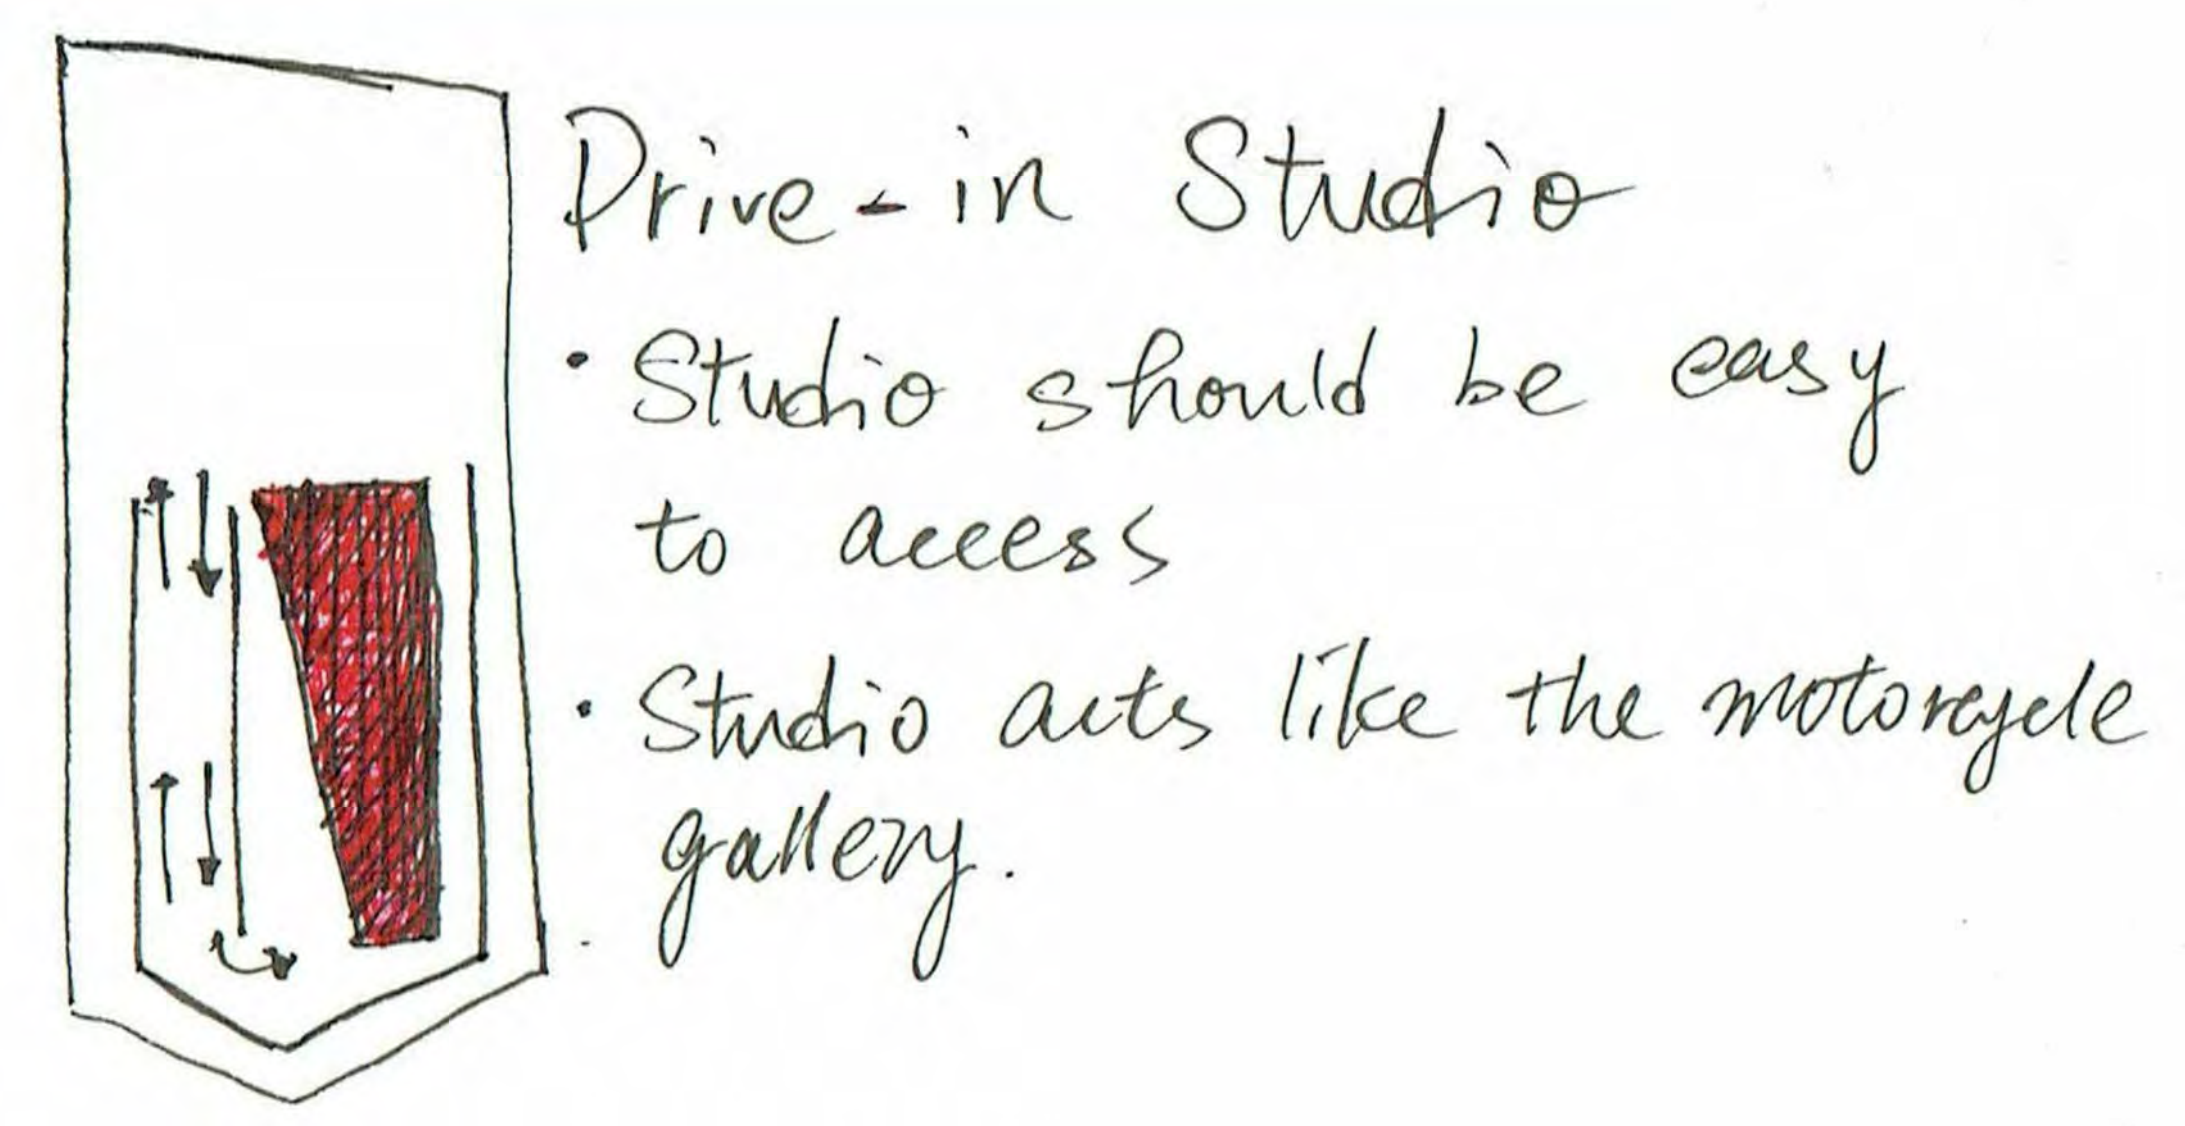 Drive-in Studio
• Studio should be easy
to access
• Studio acts like the motorcycle
gallery.